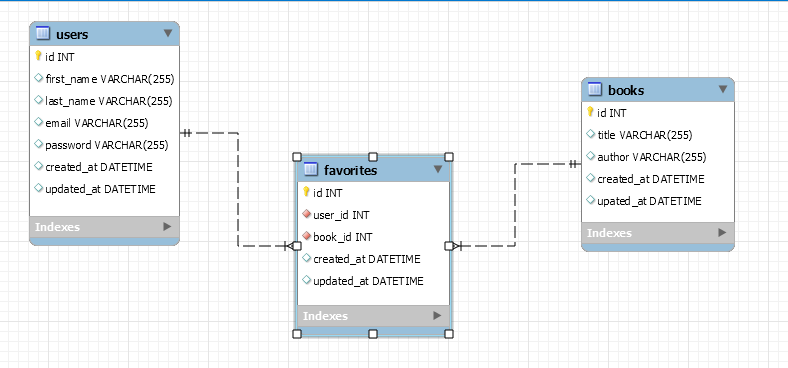 users
id INT
first_name VARCHAR(255)
last_name VARCHAR(255)
email VARCHAR(255)
password VARCHAR(255)
created_at DATETIME
updated_at DATETIME
Indexes
favorites
id INT
user_id INT
book_id INT
created_at DATETIME
updated_at DATETIME
Indexes
books
id INT
title VARCHAR(255)
author VARCHAR(255)
created_at DATETIME
upated_at DATETIME
Indexes